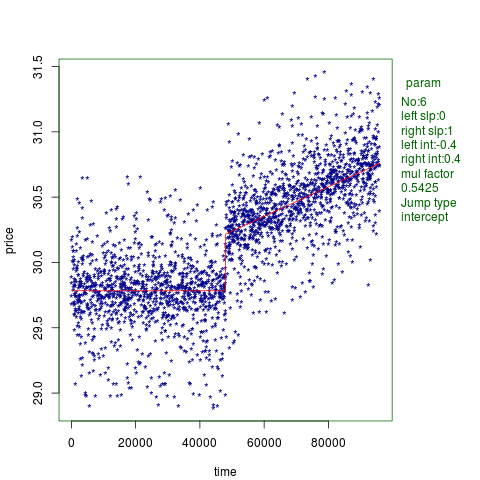 param
No:6
left slp:0
right slp:1
left int:-0.4
right int:0.4
mul factor
0.5425
Jump type
intercept
price
31.5
31.0
30.5
30.0
29.5
29.0
0 20000 40000 60000 80000
time